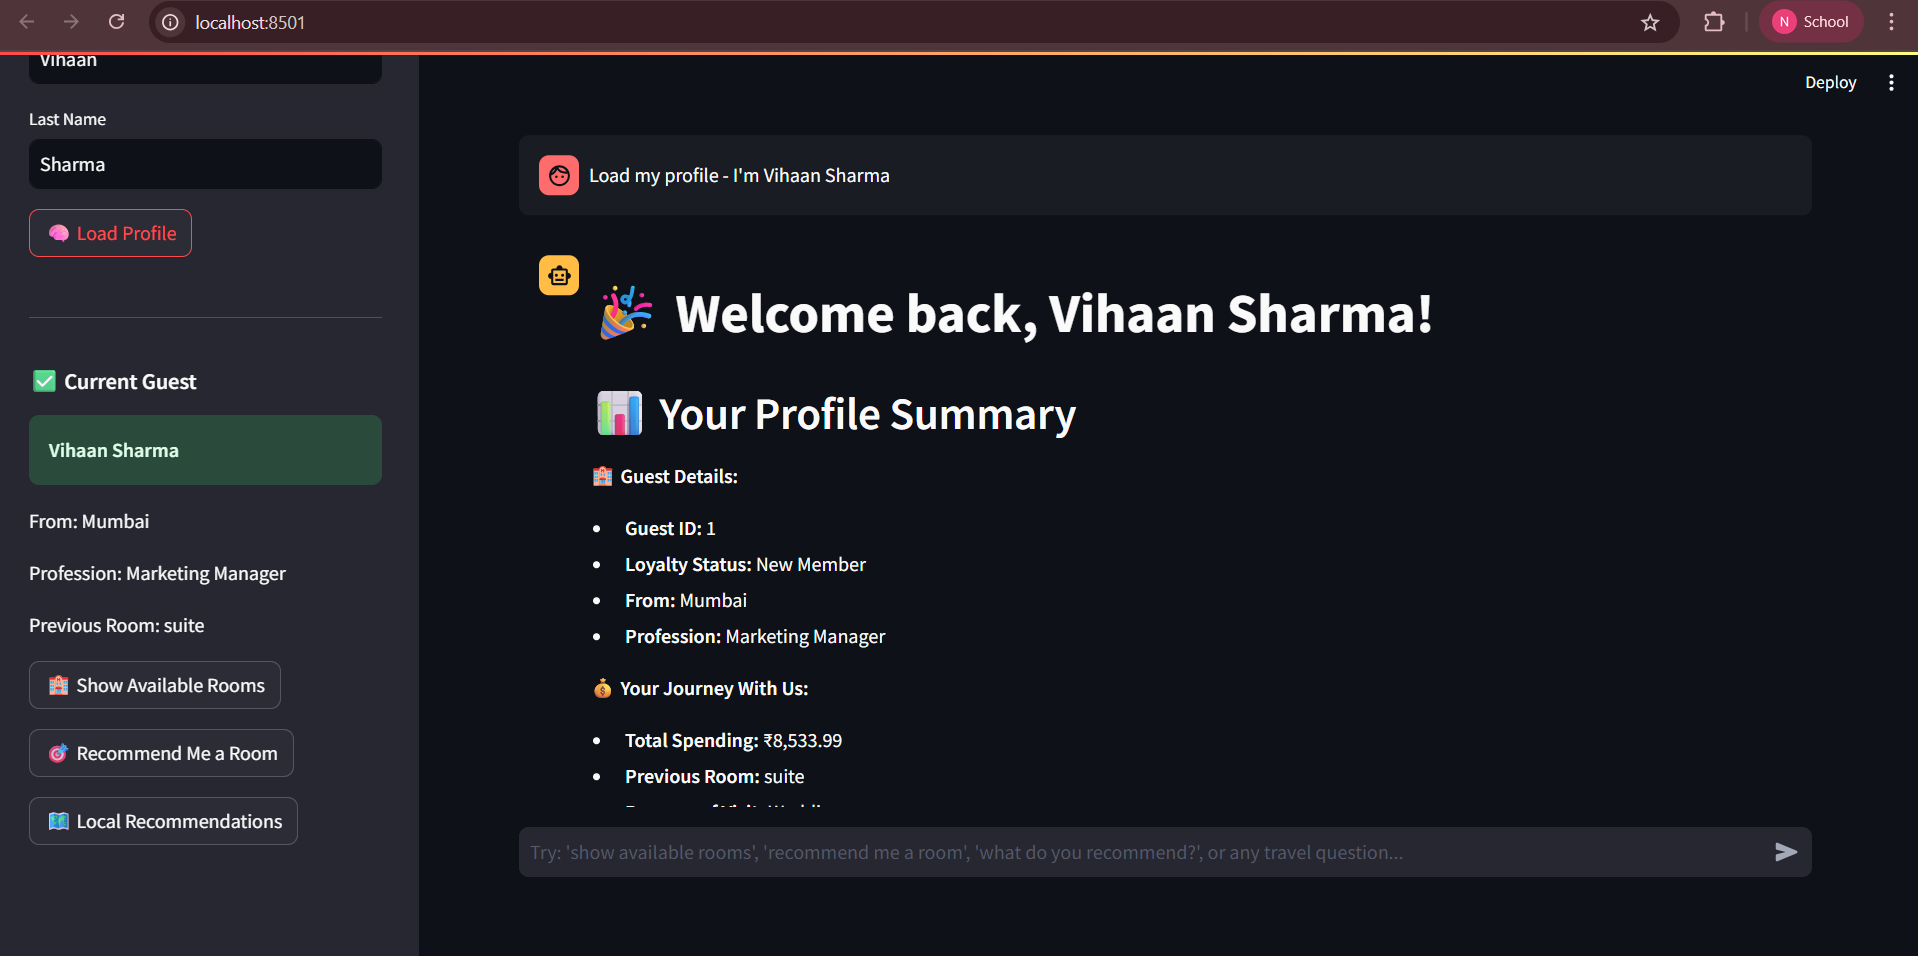 localhost:8501
N School
Vihaan
Last Name
Sharma
Load Profile
Current Guest
Vihaan Sharma
From: Mumbai
Profession: Marketing Manager
Previous Room: suite
Show Available Rooms
Recommend Me a Room
Local Recommendations
Deploy
Load my profile - I'm Vihaan Sharma
Welcome back, Vihaan Sharma!
Your Profile Summary
Guest Details:
Guest ID: 1
Loyalty Status: New Member
From: Mumbai
Profession: Marketing Manager
Your Journey With Us:
Total Spending: ₹8,533.99
Previous Room: suite
Try: 'show available rooms', 'recommend me a room', 'what do you recommend?', or any travel question...